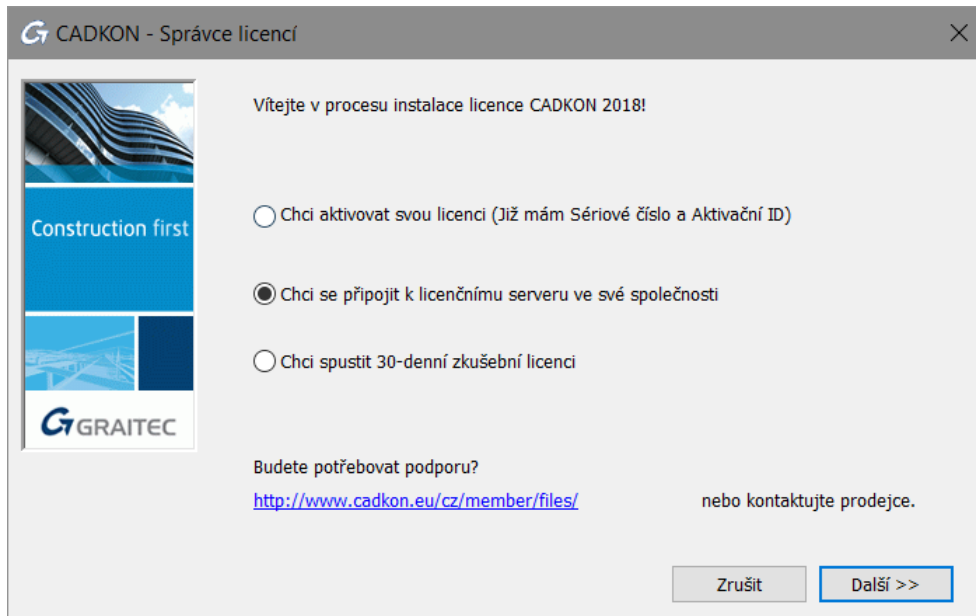 CADKON - Správce licencí
Vítejte v procesu instalace licence CADKON 2018!
Construction first
GRAITEC
Chci aktivovat svou licenci (Již mám Sériové číslo a Aktivační ID)
Chci se připojit k licenčnímu serveru ve své společnosti
Chci spustit 30-denní zkušební licenci
Budete potřebovat podporu?
http://www.cadkon.eu/cz/member/files/ nebo kontaktujte prodejce.
Zrušit Další >>